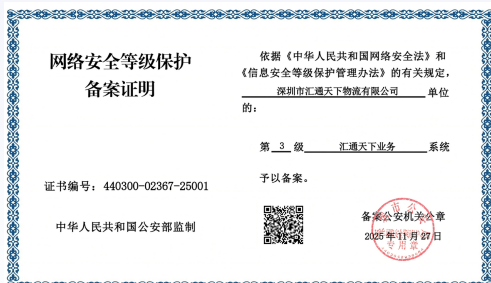 网络安全等级保护
备案证明
证书编号：440300-02367-25001
中华人民共和国公安部监制
依据《中华人民共和国网络安全法》和
《信息安全等级保护管理办法》的有关规定，
深圳市汇通天下物流有限公司 单位
的：
第 3 级 汇通天下业务 系统
予以备案。
备案公安机关公章
2025年11月27日
专用章